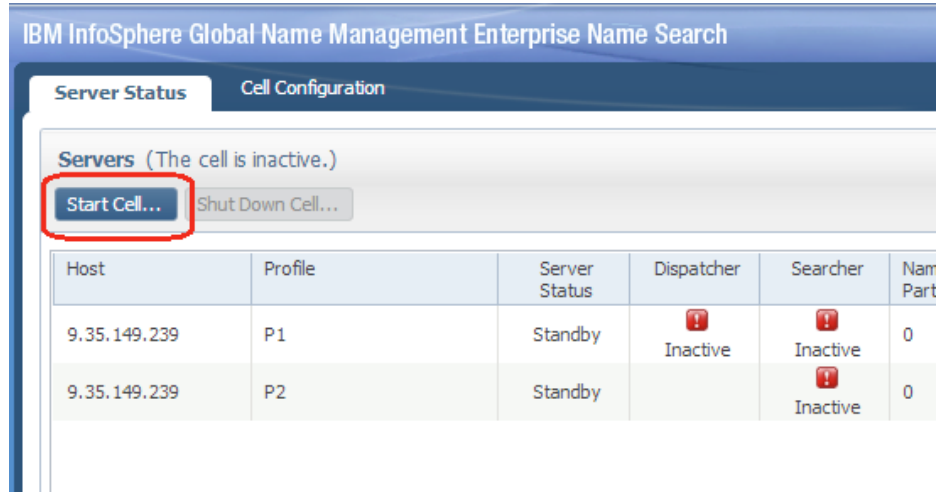 IBM InfoSphere Global Name Management Enterprise Name Search
Server Status Cell Configuration
Servers (The cell is inactive.)
Start Cell... Shut Down Cell...
Host Profile Server Status Dispatcher Searcher Nam Part
9.35.149.239 P1 Standby Inactive Inactive 0
9.35.149.239 P2 Standby Inactive 0